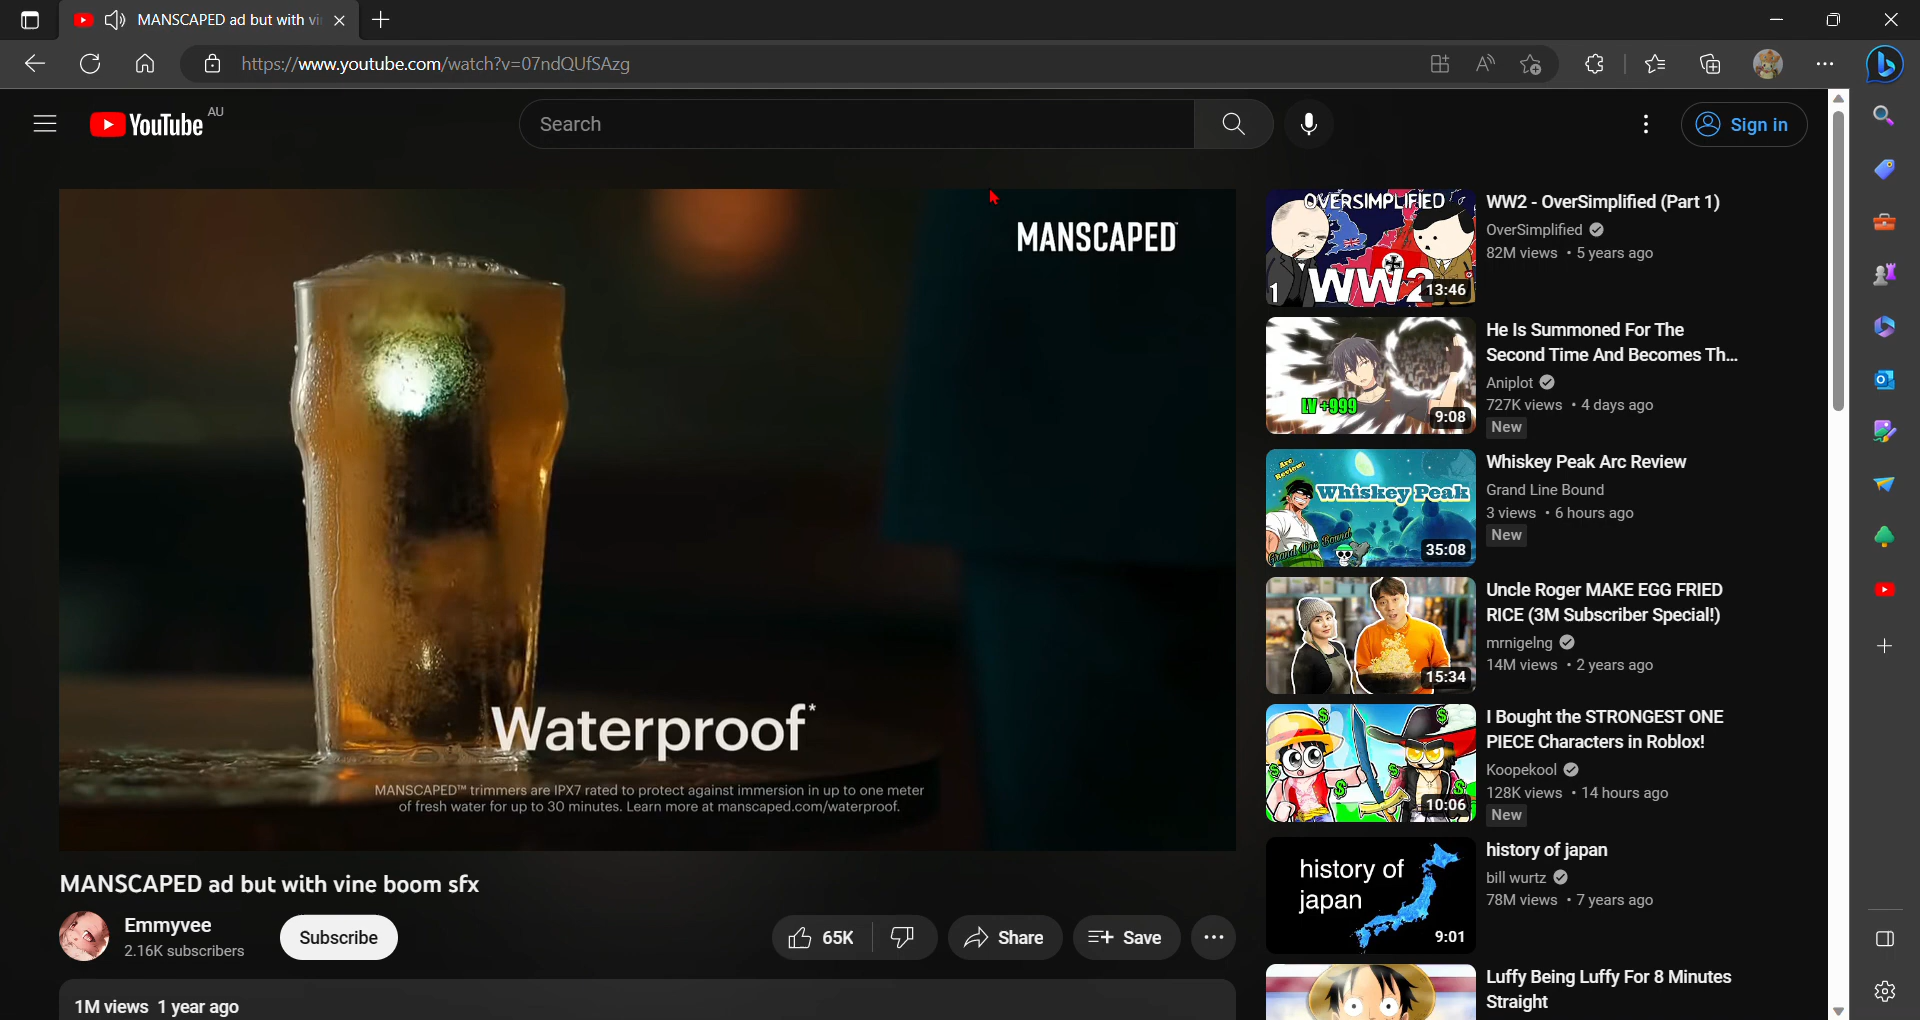 MANSCAPED ad but with vi
https://www.youtube.com/watch?v=07ndQUfSAzg
YouTube AU
Search
Sign in
MANSCAPED
Waterproof*
MANSCAPED™ trimmers are IPX7 rated to protect against immersion in up to one meter
of fresh water for up to 30 minutes. Learn more at manscaped.com/waterproof.
MANSCAPED ad but with vine boom sfx
Emmyvee
2.16K subscribers
Subscribe
65K
Share
Save
1M views 1 year ago
OVERSIMPLIFIED
1 WW2
13:46
WW2 - OverSimplified (Part 1)
OverSimplified
82M views • 5 years ago
LV +999
9:08
He Is Summoned For The
Second Time And Becomes Th...
Aniplot
727K views • 4 days ago
New
Arc
Review:
Whiskey Peak
Grand Line Bound
35:08
Whiskey Peak Arc Review
Grand Line Bound
3 views • 6 hours ago
New
15:34
Uncle Roger MAKE EGG FRIED
RICE (3M Subscriber Special!)
mrnigelng
14M views • 2 years ago
10:06
I Bought the STRONGEST ONE
PIECE Characters in Roblox!
Koopekool
128K views • 14 hours ago
New
history of
japan
9:01
history of japan
bill wurtz
78M views • 7 years ago
Luffy Being Luffy For 8 Minutes
Straight